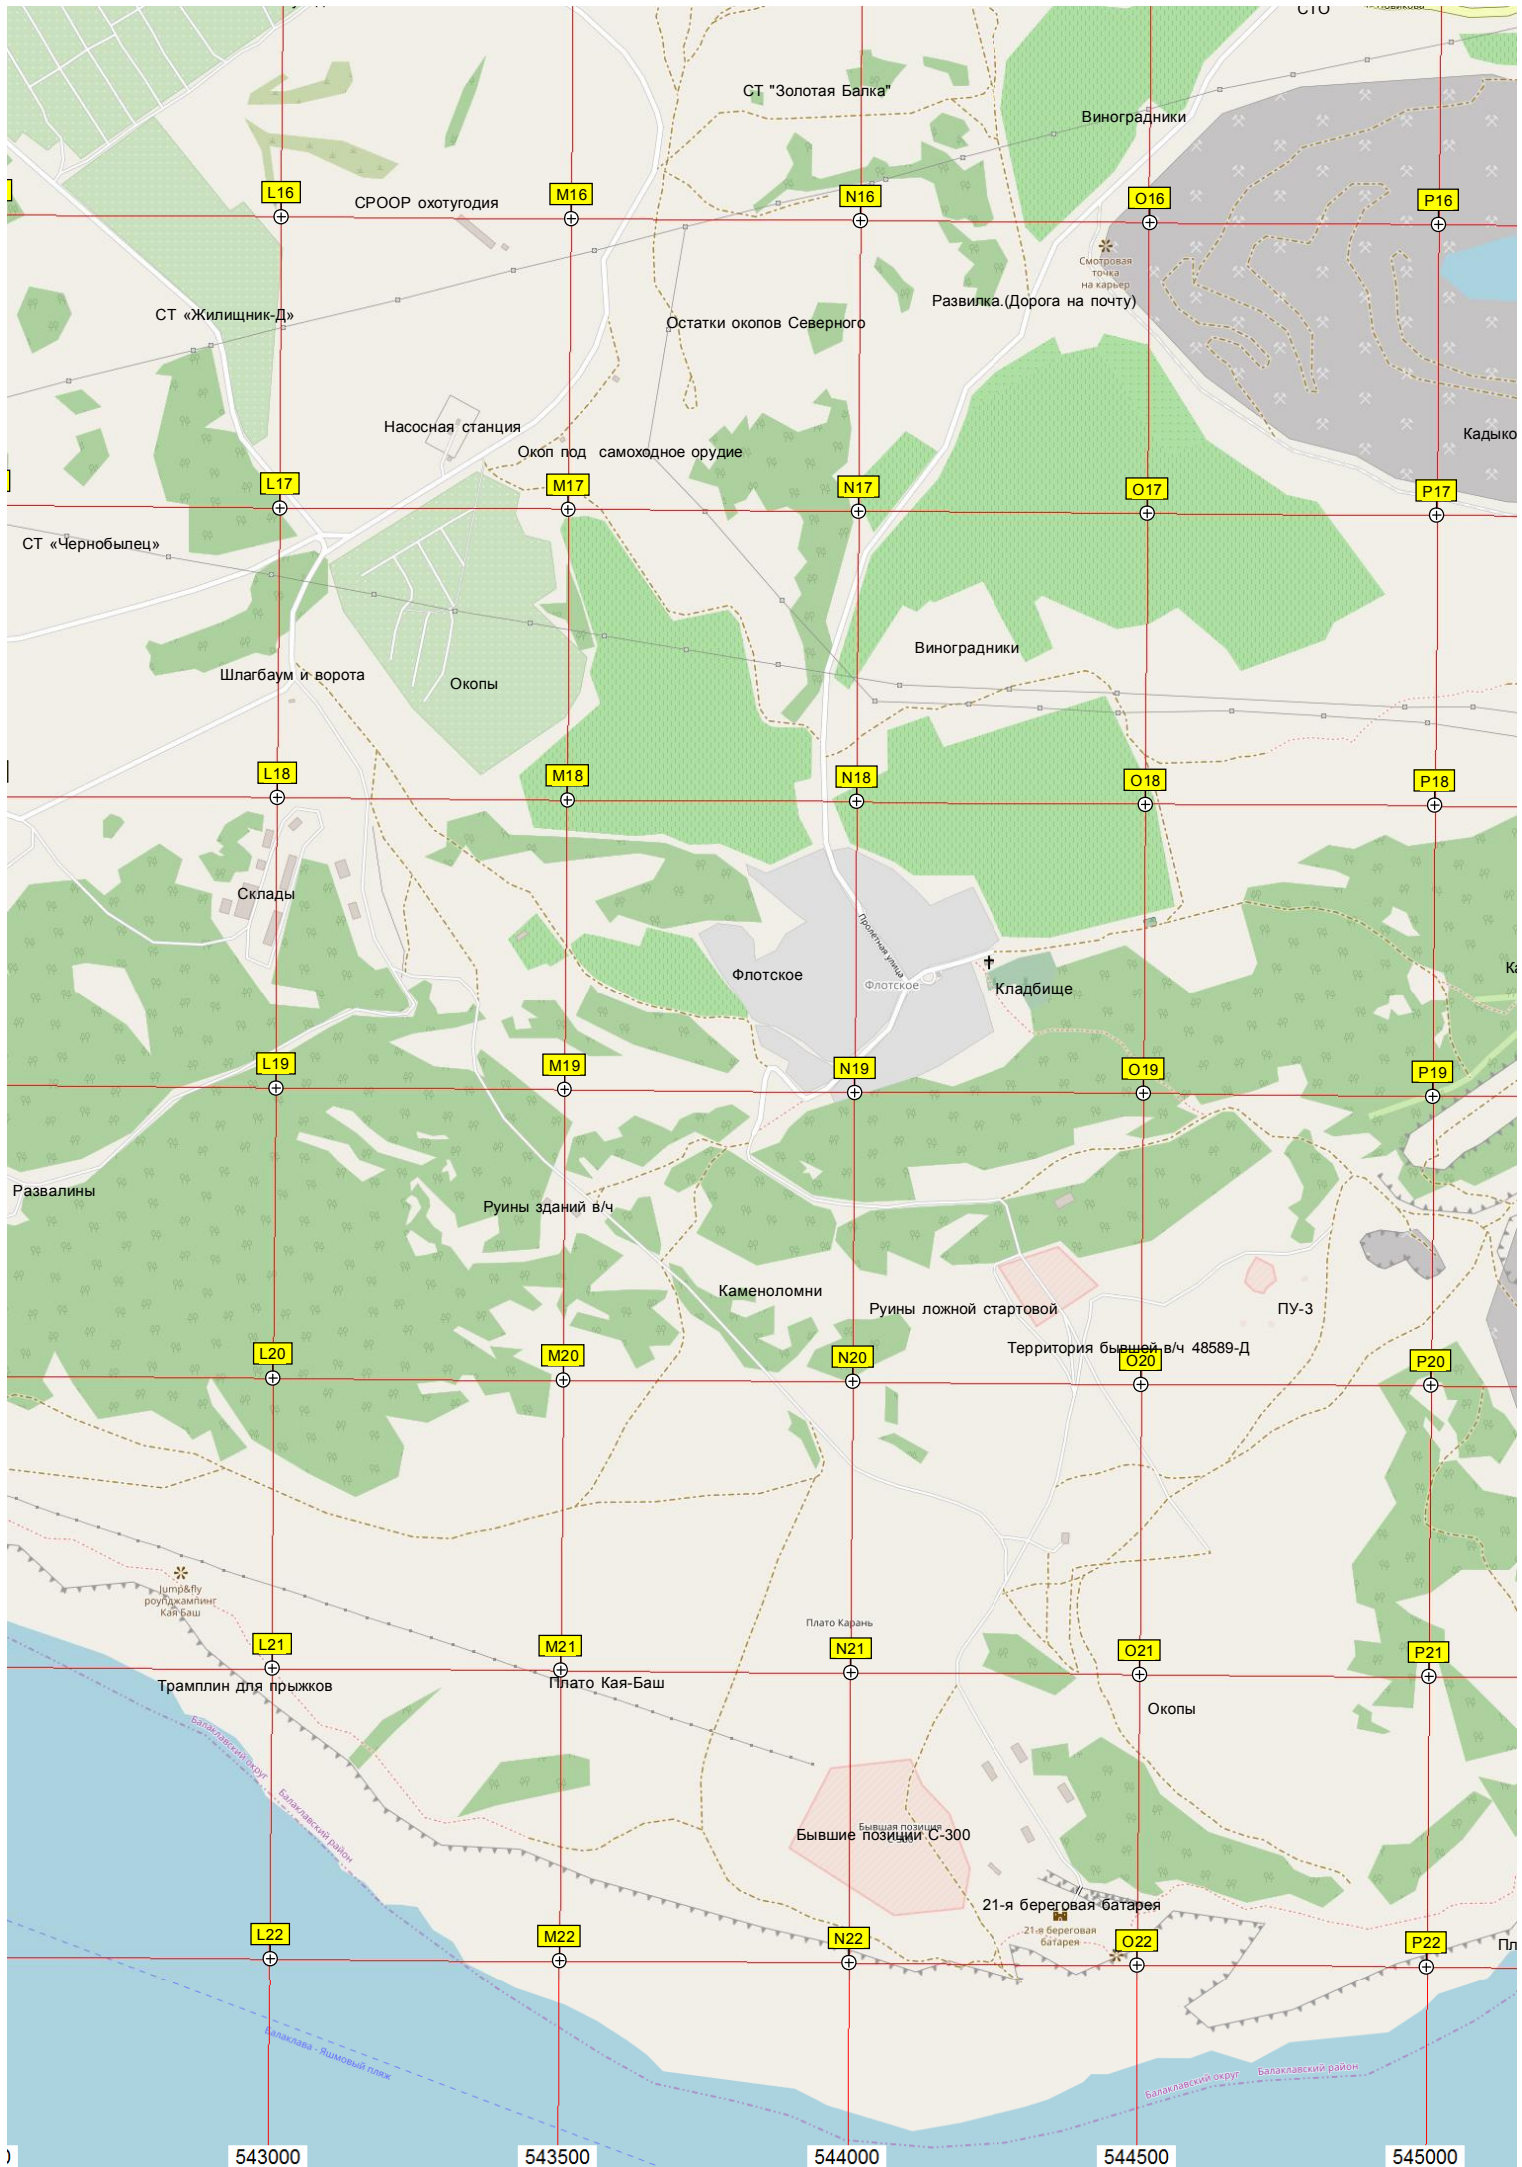 СТО
СТ "Золотая Балка"
Виноградники
L16
СРООР охотугодия
M16
N16
O16
P16
Смотровая
точка
на карьер
Развилка.(Дорога на почту)
СТ «Жилищник-Д»
Остатки окопов Северного
Насосная станция
Кадыко
Окоп под самоходное орудие
L17
M17
N17
O17
P17
СТ «Чернобылец»
Виноградники
Шлагбаум и ворота
Окопы
L18
M18
N18
O18
P18
Склады
Пролетная улица
Флотское
Флотское
Кладбище
Ка
L19
M19
N19
O19
P19
Развалины
Руины зданий в/ч
Каменоломни
Руины ложной стартовой
ПУ-3
Территория бывшей в/ч 48589-Д
L20
M20
N20
O20
P20
Jump&fly
роупджампинг
Кая Баш
Плато Карань
L21
M21
N21
O21
P21
Трамплин для прыжков
Плато Кая-Баш
Окопы
Балаклавский округ
Балаклавский район
Бывшая позиция
С-300
Бывшие позиции С-300
21-я береговая батарея
21-я береговая
батарея
L22
M22
N22
O22
P22
Пл
Балаклава - Яшмовый пляж
Балаклавский округ
Балаклавский район
543000
543500
544000
544500
545000